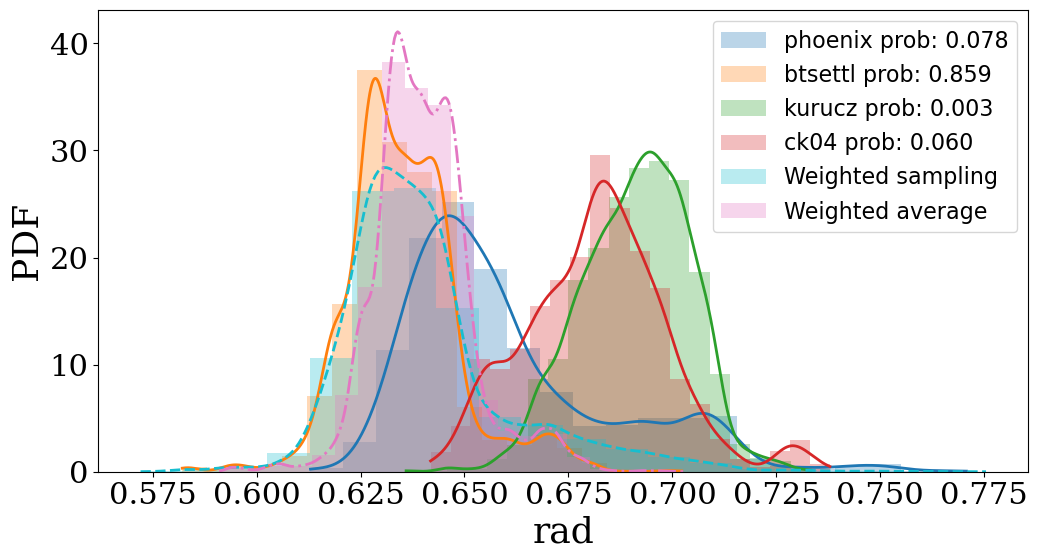 PDF
40
30
20
10
0
phoenix prob: 0.078
btsettl prob: 0.859
kurucz prob: 0.003
ck04 prob: 0.060
Weighted sampling
Weighted average
0.575 0.600 0.625 0.650 0.675 0.700 0.725 0.750 0.775
rad